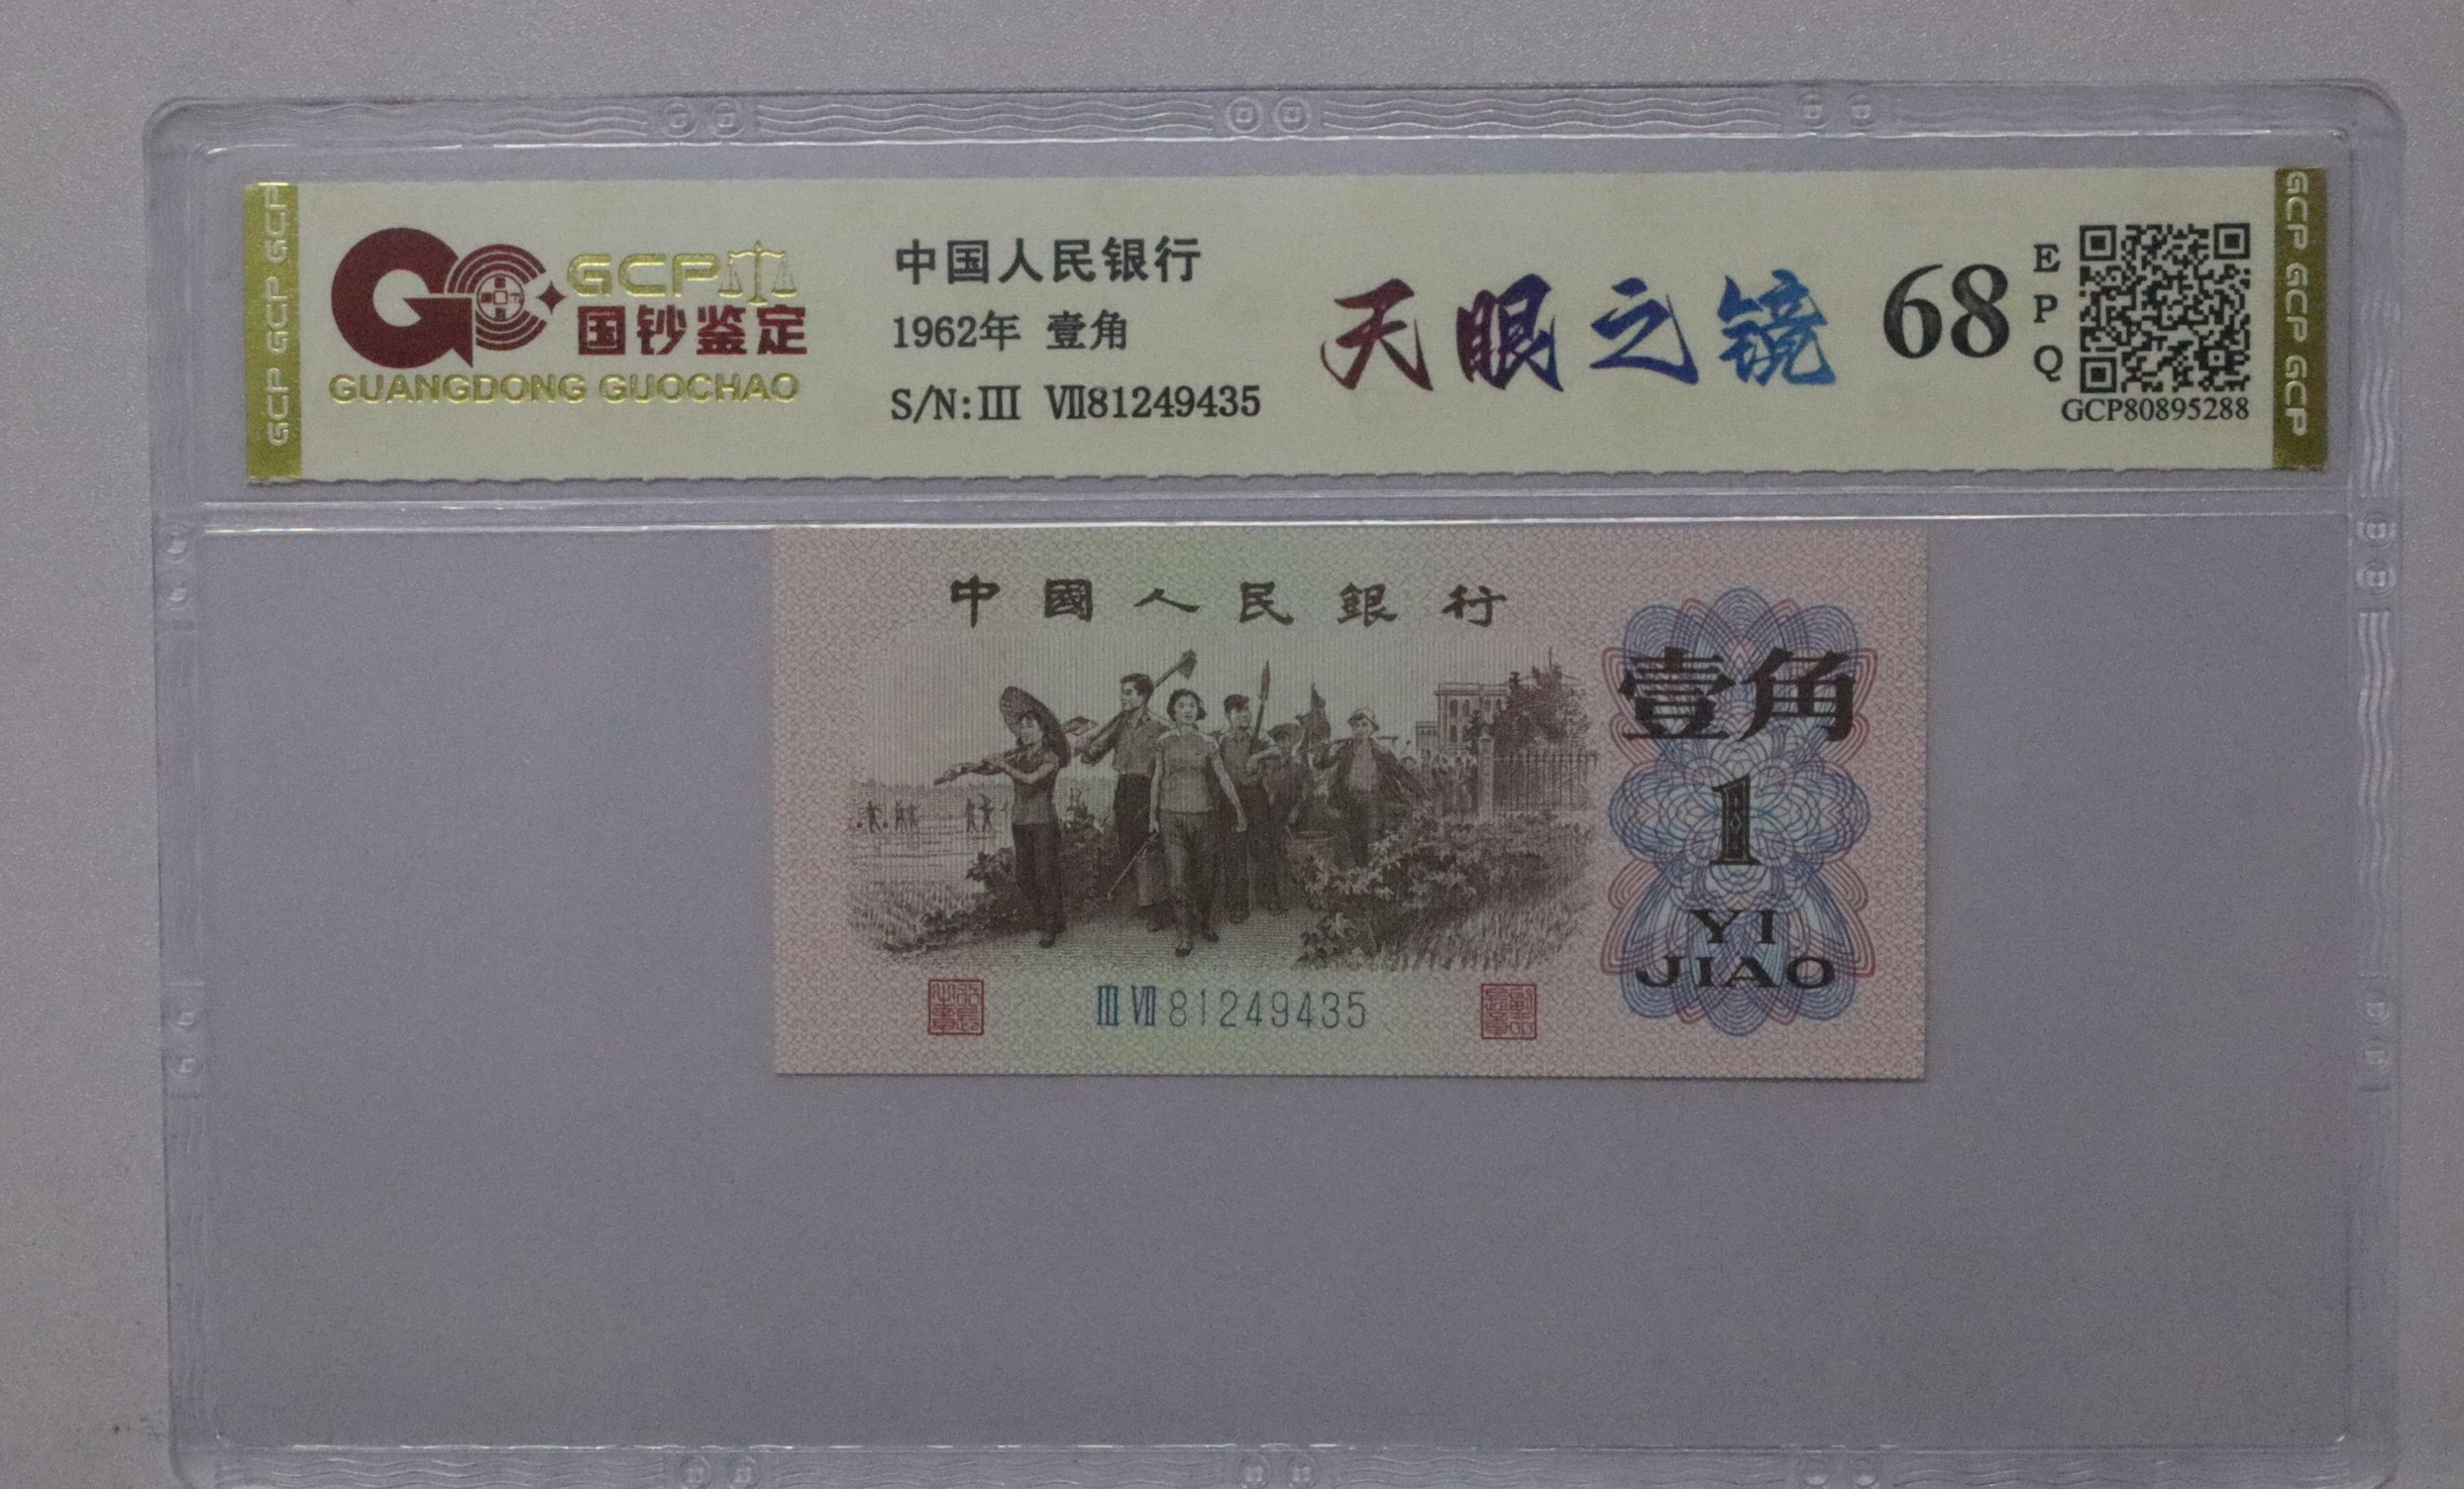 GCP GCP GCP
GCP
国钞鉴定
GUANGDONG GUOCHAO
中国人民银行
1962年 壹角
S/N:III VII81249435
天眼之镜
68
EPQ
GCP80895288
GCP GCP GCP
中國人民銀行
壹角
1
YI
JIAO
III VII 81249435